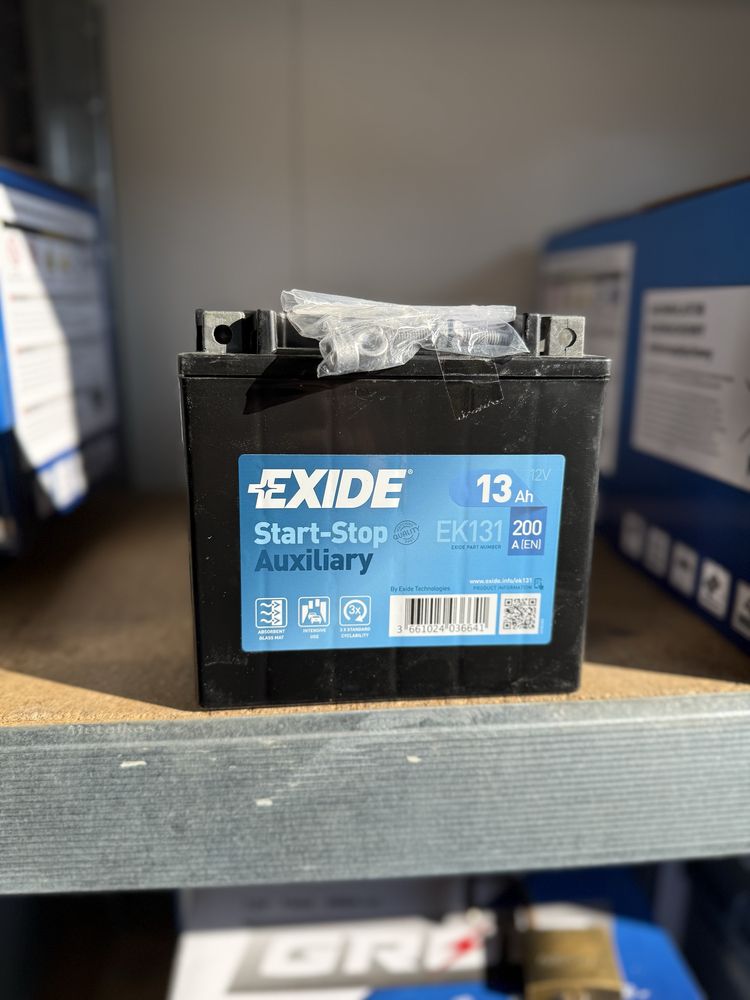 EXIDE
13 Ah
12V
Start-Stop
QUALITY
EK131
200
A (EN)
Auxiliary
EXIDE PART NUMBER
By Exide Technologies
www.exide.info/ek131
PRODUCT INFORMATION
ABSORBENT
GLASS MAT
INTENSIVE
USE
3x
3 X STANDARD
CYCLABILITY
3 661024 036641